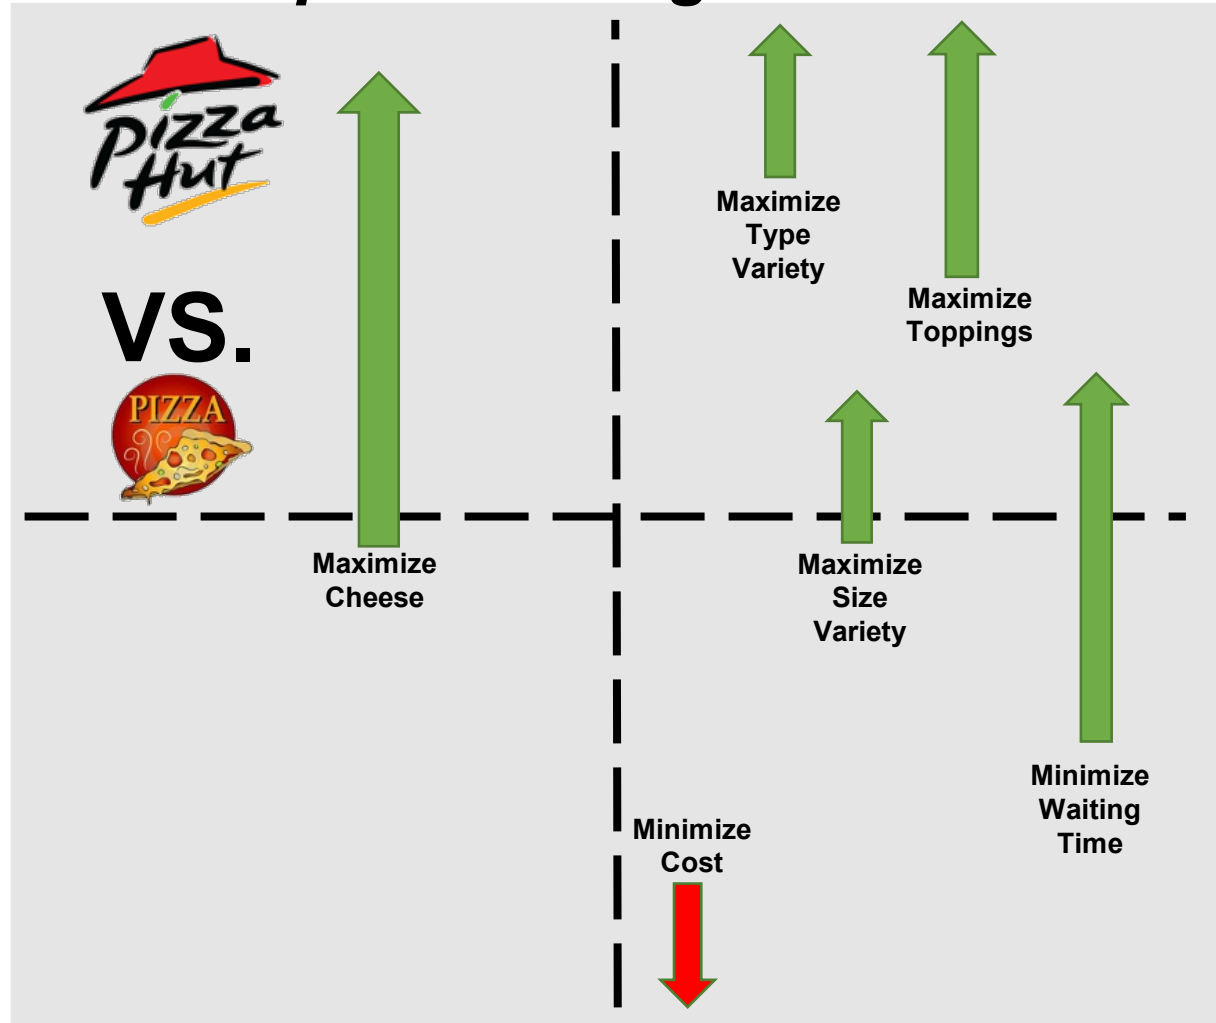 Pizza
Hut
VS.
PIZZA
Maximize
Type
Variety
Maximize
Toppings
Maximize
Cheese
Maximize
Size
Variety
Minimize
Waiting
Time
Minimize
Cost